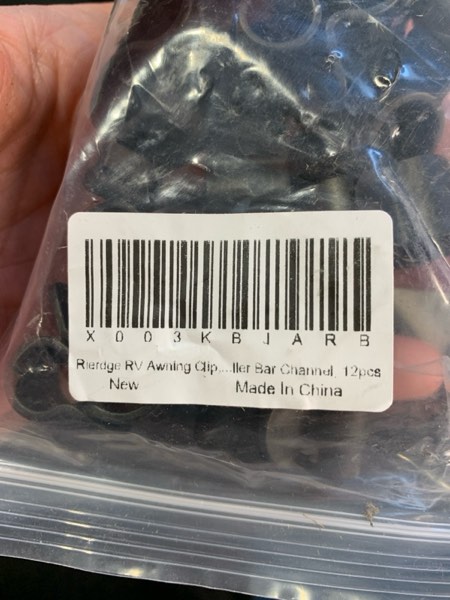 X003KBJARB
Rierdge RV Awning Clip,...ller Bar Channel, 12pcs
New
Made In China